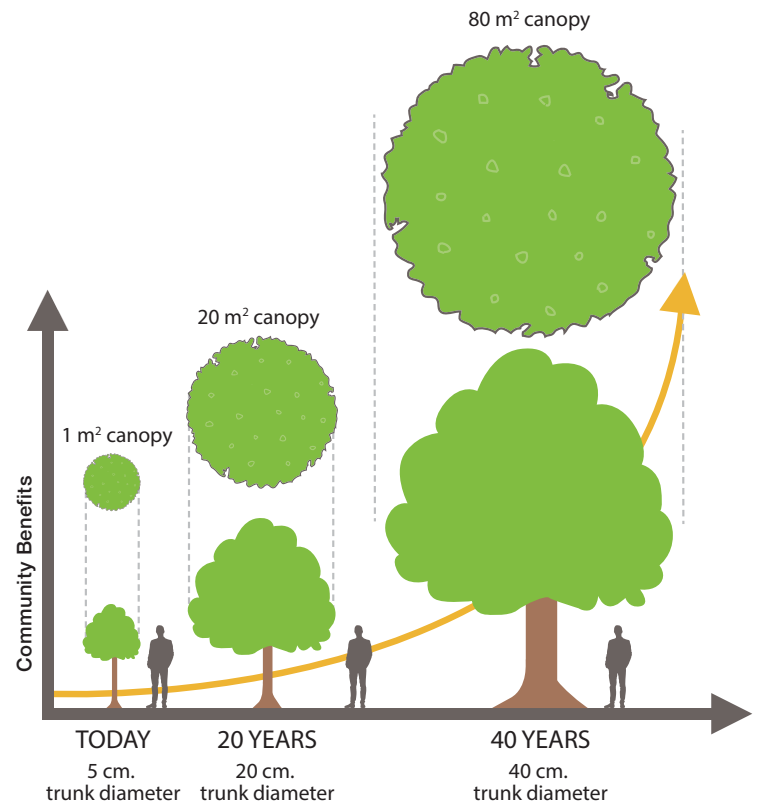 80 m² canopy
20 m² canopy
1 m² canopy
Community Benefits
TODAY
5 cm.
trunk diameter
20 YEARS
20 cm.
trunk diameter
40 YEARS
40 cm.
trunk diameter